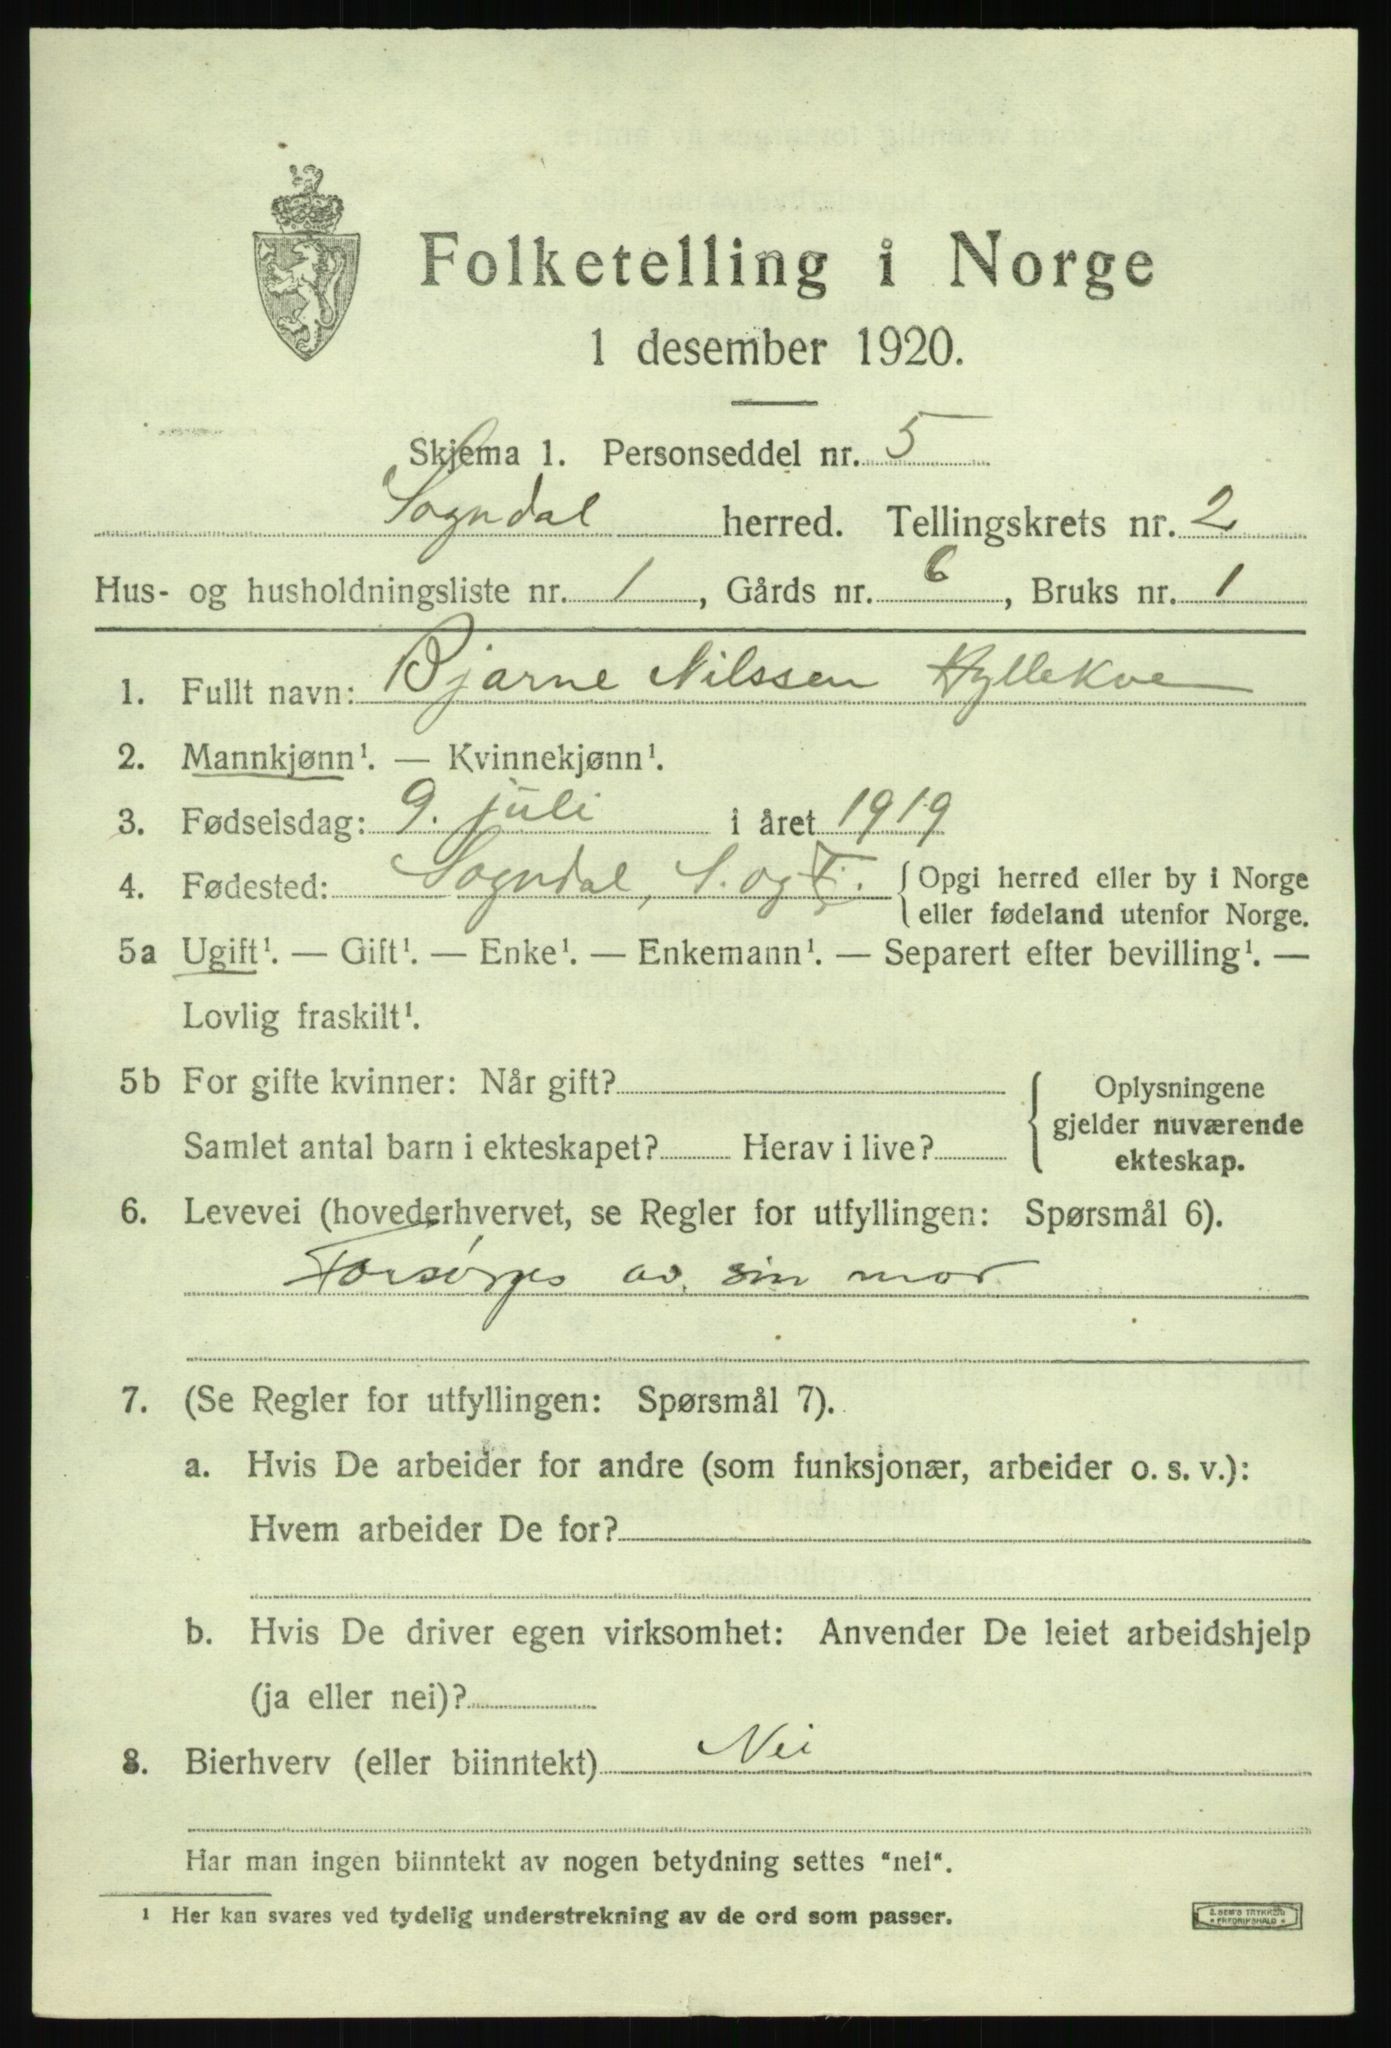 Folketelling i Norge
1 desember 1920.
Skjema 1. Personseddel nr. 5
Sogndal herred. Tellingskrets nr. 2
Hus- og husholdningsliste nr. 1, Gårds nr. 6, Bruks nr. 1
1. Fullt navn: Bjarne Nilssen Hyllekve
2. Mannkjønn¹. — Kvinnekjønn¹.
3. Fødselsdag: 9. juli i året 1919
4. Fødested: Sogndal, S. og F. { Opgi herred eller by i Norge
eller fødeland utenfor Norge.
5a Ugift¹. — Gift¹. — Enke¹. — Enkemann¹. — Separert efter bevilling¹. —
Lovlig fraskilt¹.
5b For gifte kvinner: Når gift?
Samlet antal barn i ekteskapet? Herav i live?
{ Oplysningene
gjelder nuværende
ekteskap.
6. Levevei (hovederhvervet, se Regler for utfyllingen: Spørsmål 6).
Forsørges av sin mor
7. (Se Regler for utfyllingen: Spørsmål 7).
a. Hvis De arbeider for andre (som funksjonær, arbeider o. s. v.):
Hvem arbeider De for?
b. Hvis De driver egen virksomhet: Anvender De leiet arbeidshjelp
(ja eller nei)?
8. Bierhverv (eller biinntekt) Nei
Har man ingen biinntekt av nogen betydning settes "nei".
¹ Her kan svares ved tydelig understrekning av de ord som passer.
E. SEM'S TRYKKERI
* FREDRIKSHALD *